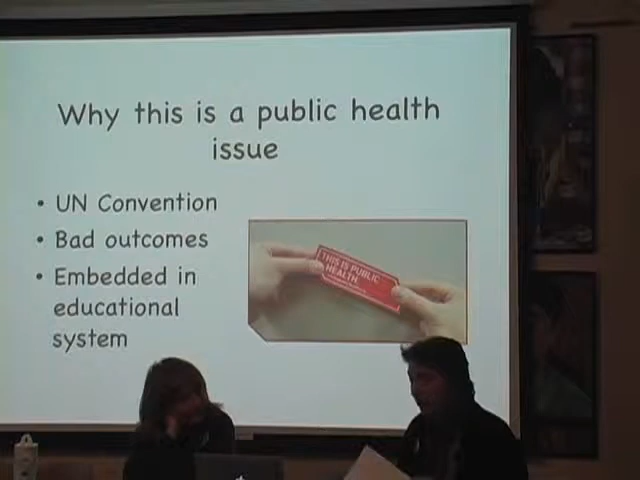 Why this is a public health
issue
• UN Convention
• Bad outcomes
• Embedded in
educational
system
THIS IS PUBLIC
HEALTH